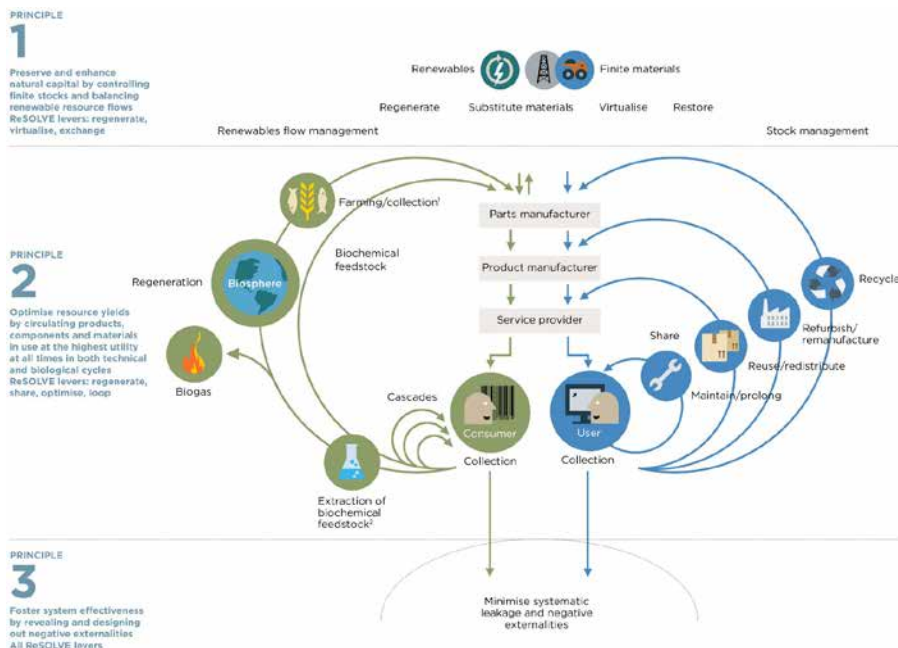 PRINCIPLE
1
Preserve and enhance
natural capital by controlling
finite stocks and balancing
renewable resource flows
ReSOLVE levers: regenerate,
virtualise, exchange
Renewables
Finite materials
Regenerate
Substitute materials
Virtualise
Restore
Renewables flow management
Stock management
PRINCIPLE
2
Optimise resource yields
by circulating products,
components and materials
in use at the highest utility
at all times in both technical
and biological cycles
ReSOLVE levers: regenerate,
share, optimise, loop
Farming/collection¹
Biochemical
feedstock
Regeneration
Biosphere
Biogas
Cascades
Extraction of
biochemical
feedstock²
Parts manufacturer
Product manufacturer
Service provider
Consumer
Collection
User
Collection
Share
Maintain/prolong
Reuse/redistribute
Refurbish/
remanufacture
Recycle
PRINCIPLE
3
Foster system effectiveness
by revealing and designing
out negative externalities
All ReSOLVE levers
Minimise systematic
leakage and negative
externalities